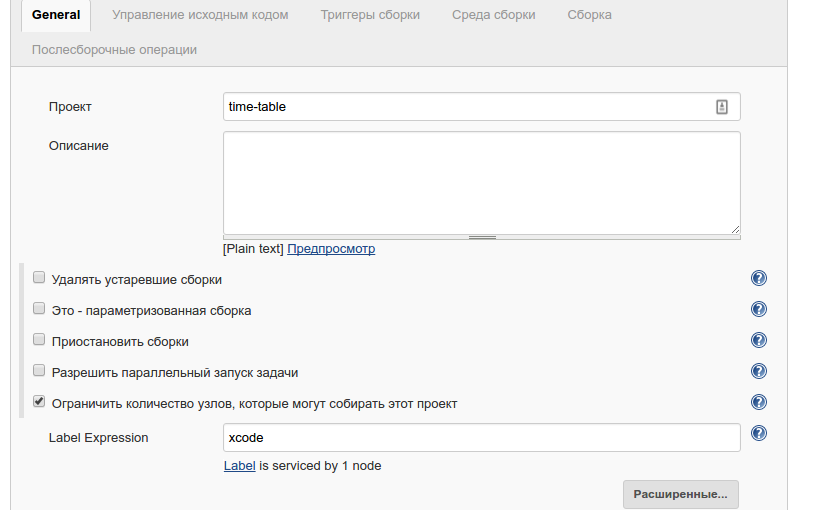 General Управление исходным кодом Триггеры сборки Среда сборки Сборка
Послесборочные операции
Проект time-table
Описание
[Plain text] Предпросмотр
Удалять устаревшие сборки
Это - параметризованная сборка
Приостановить сборки
Разрешить параллельный запуск задачи
Ограничить количество узлов, которые могут собирать этот проект
Label Expression xcode
Label is serviced by 1 node
Расширенные...